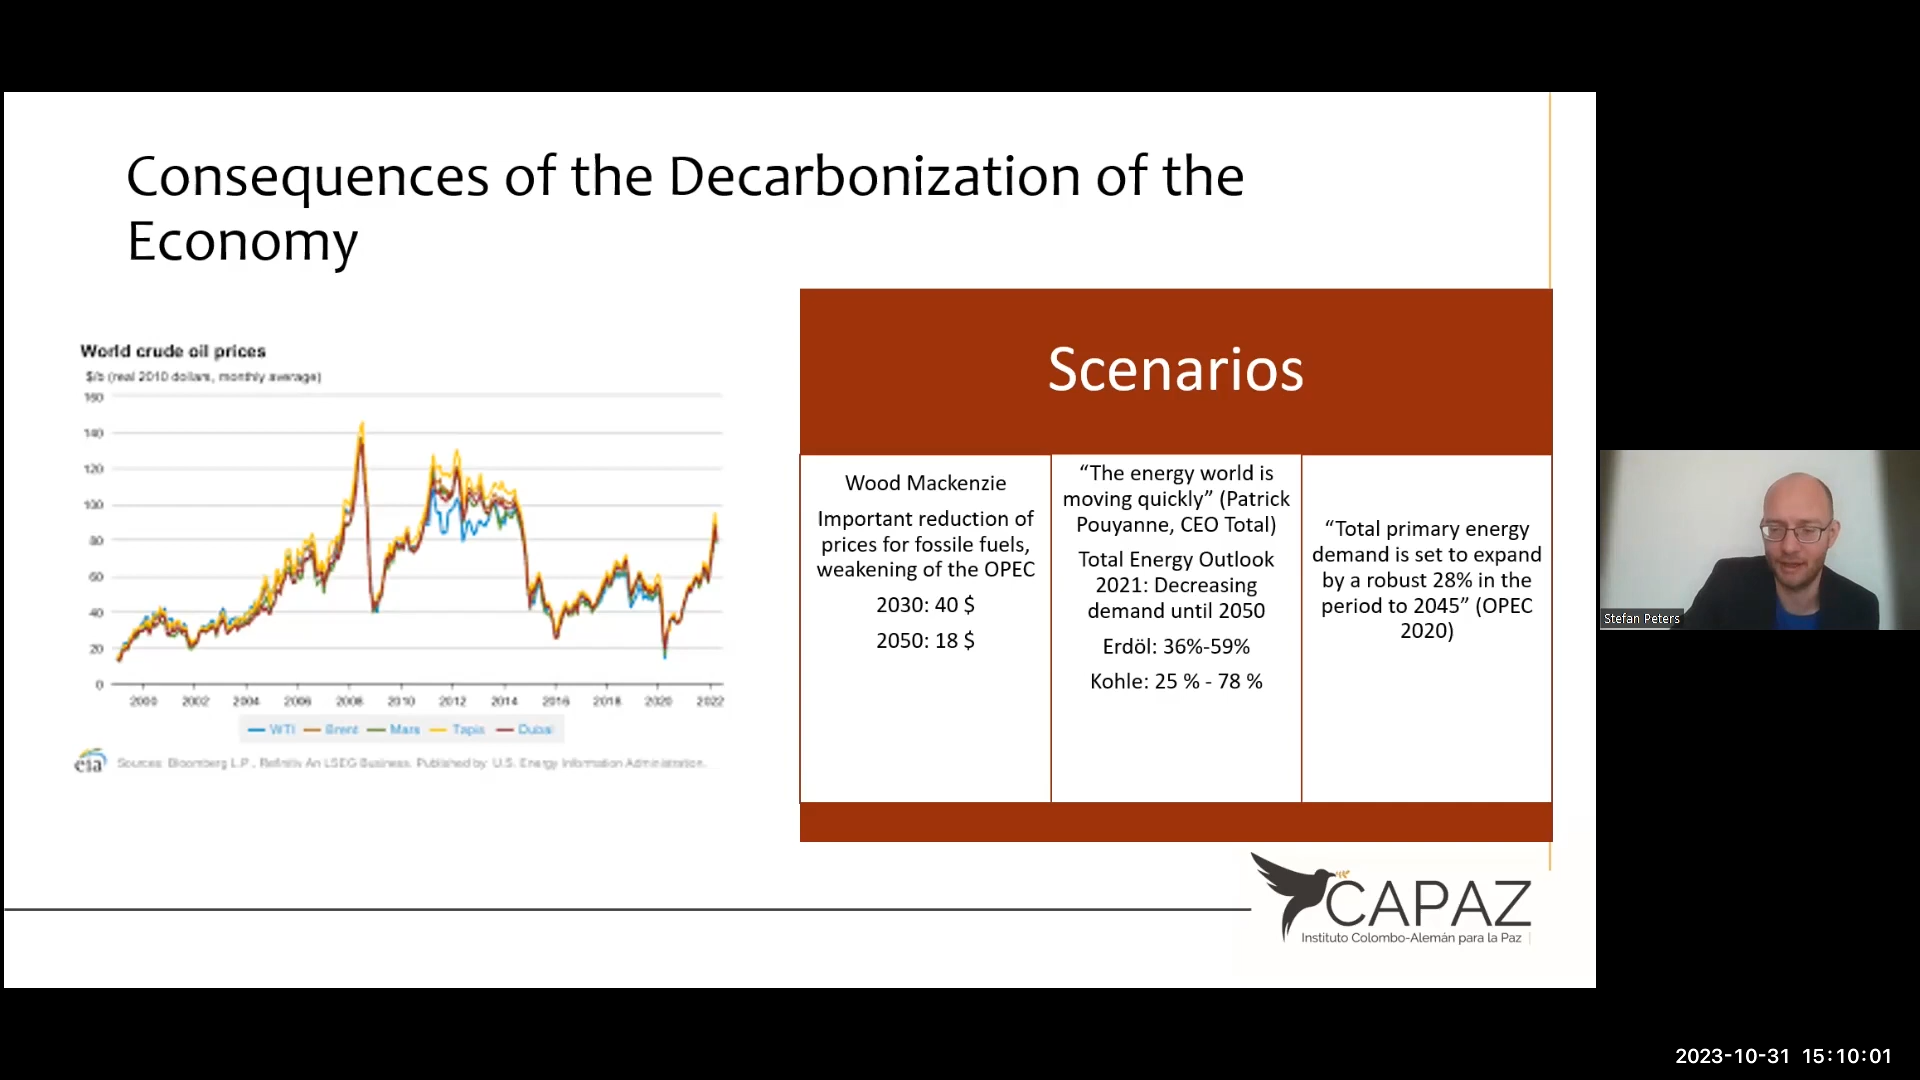 Consequences of the Decarbonization of the
Economy
World crude oil prices
$/b (real 2010 dollars, monthly average)
160
140
120
100
80
60
40
20
0
2000 2002 2004 2006 2008 2010 2012 2014 2016 2018 2020 2022
WTI Brent Mars Tapis Dubai
eia Sources: Bloomberg L.P., Refinitiv An LSEG Business. Published by: U.S. Energy Information Administration.
Scenarios
Wood Mackenzie
Important reduction of
prices for fossile fuels,
weakening of the OPEC
2030: 40 $
2050: 18 $
“The energy world is
moving quickly” (Patrick
Pouyanne, CEO Total)
Total Energy Outlook
2021: Decreasing
demand until 2050
Erdöl: 36%-59%
Kohle: 25 % - 78 %
“Total primary energy
demand is set to expand
by a robust 28% in the
period to 2045” (OPEC
2020)
CAPAZ
Instituto Colombo-Alemán para la Paz
Stefan Peters
2023-10-31 15:10:01